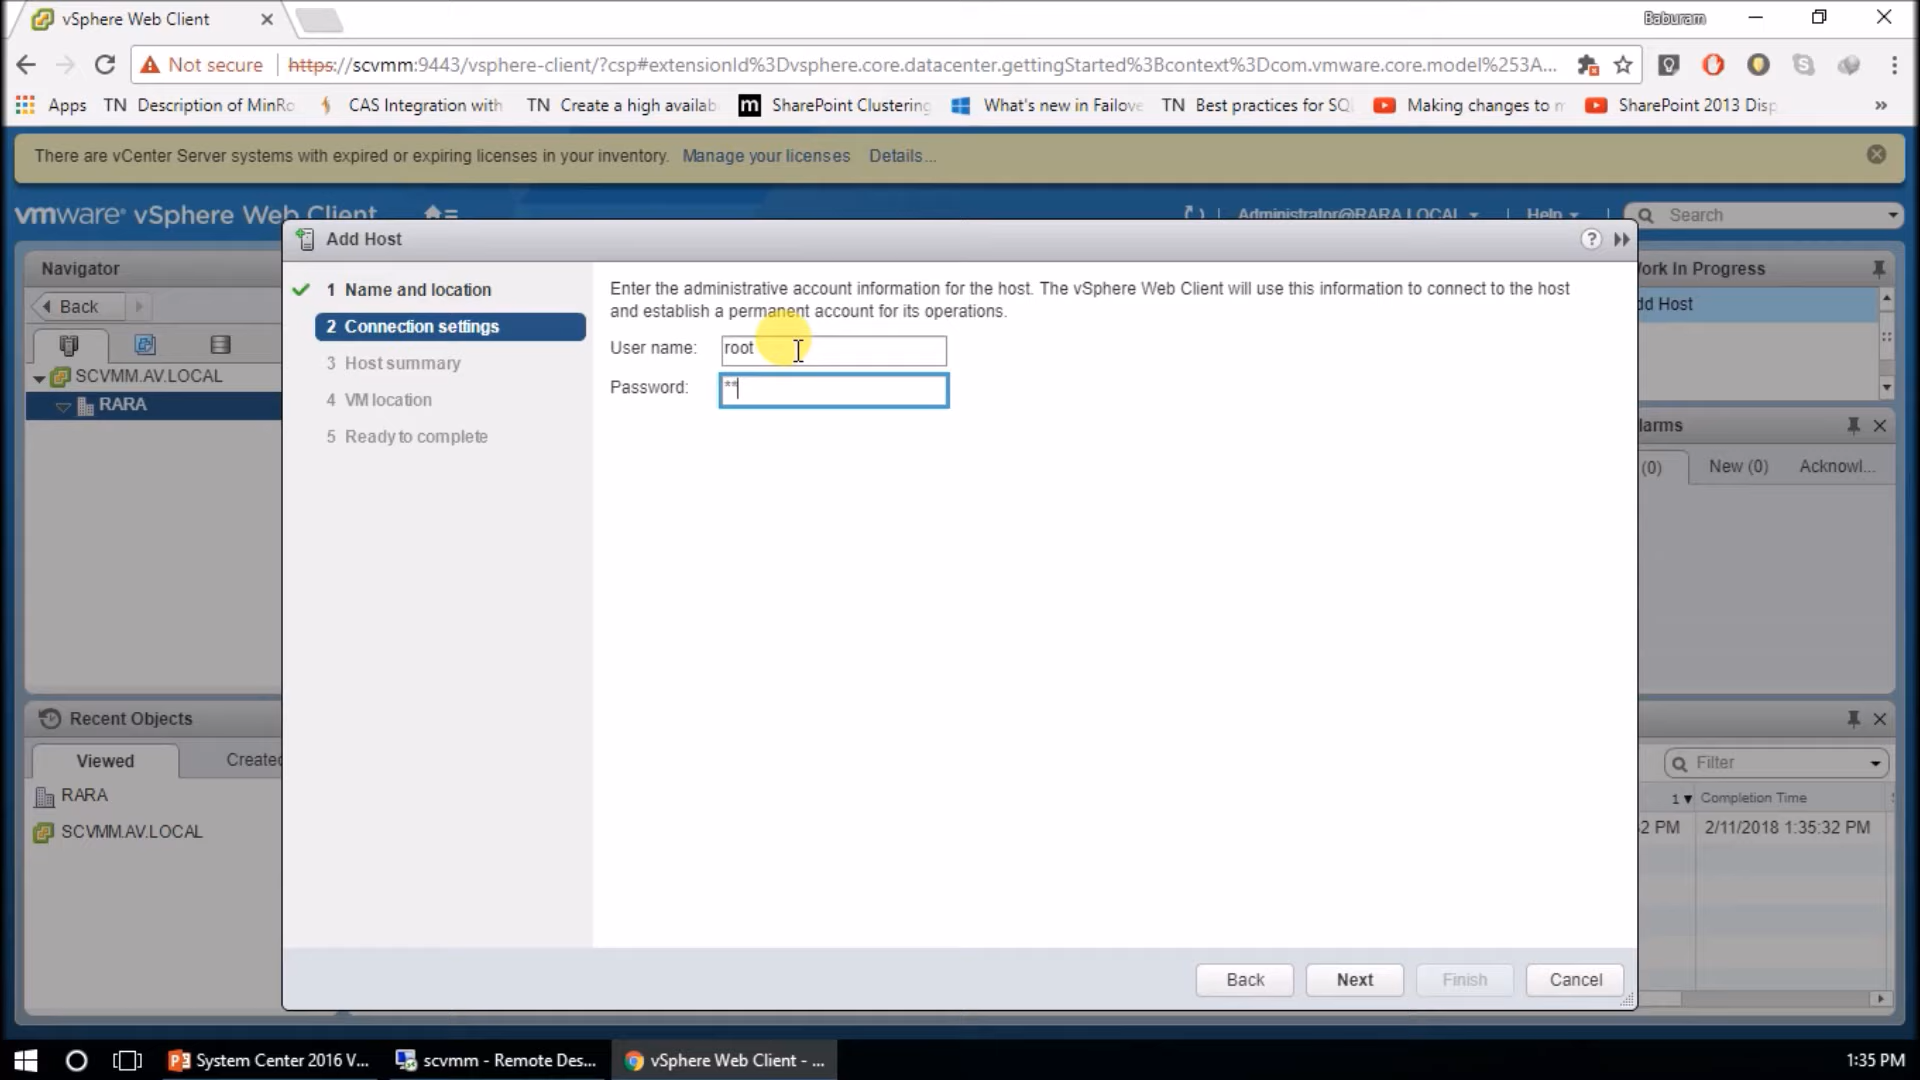 vSphere Web Client
Baburam
Not secure https://scvmm:9443/vsphere-client/?csp#extensionId%3Dvsphere.core.datacenter.gettingStarted%3Bcontext%3Dcom.vmware.core.model%253A...
Apps TN Description of MinRo CAS Integration with TN Create a high availab m SharePoint Clustering What's new in Failove TN Best practices for SQ Making changes to m SharePoint 2013 Disp »
There are vCenter Server systems with expired or expiring licenses in your inventory. Manage your licenses Details...
vmware® vSphere Web Client Administrator@RARA.LOCAL Help Search
Add Host
Navigator
Work In Progress
Back
Add Host
1 Name and location
2 Connection settings
3 Host summary
4 VM location
5 Ready to complete
Enter the administrative account information for the host. The vSphere Web Client will use this information to connect to the host
and establish a permanent account for its operations.
User name: root
Password: **
SCVMM.AV.LOCAL
RARA
larms
(0) New (0) Acknowl...
Recent Objects
Viewed Created
RARA
SCVMM.AV.LOCAL
Filter
1 Completion Time
2 PM 2/11/2018 1:35:32 PM
Back Next Finish Cancel
System Center 2016 V... scvmm - Remote Des... vSphere Web Client - ... 1:35 PM